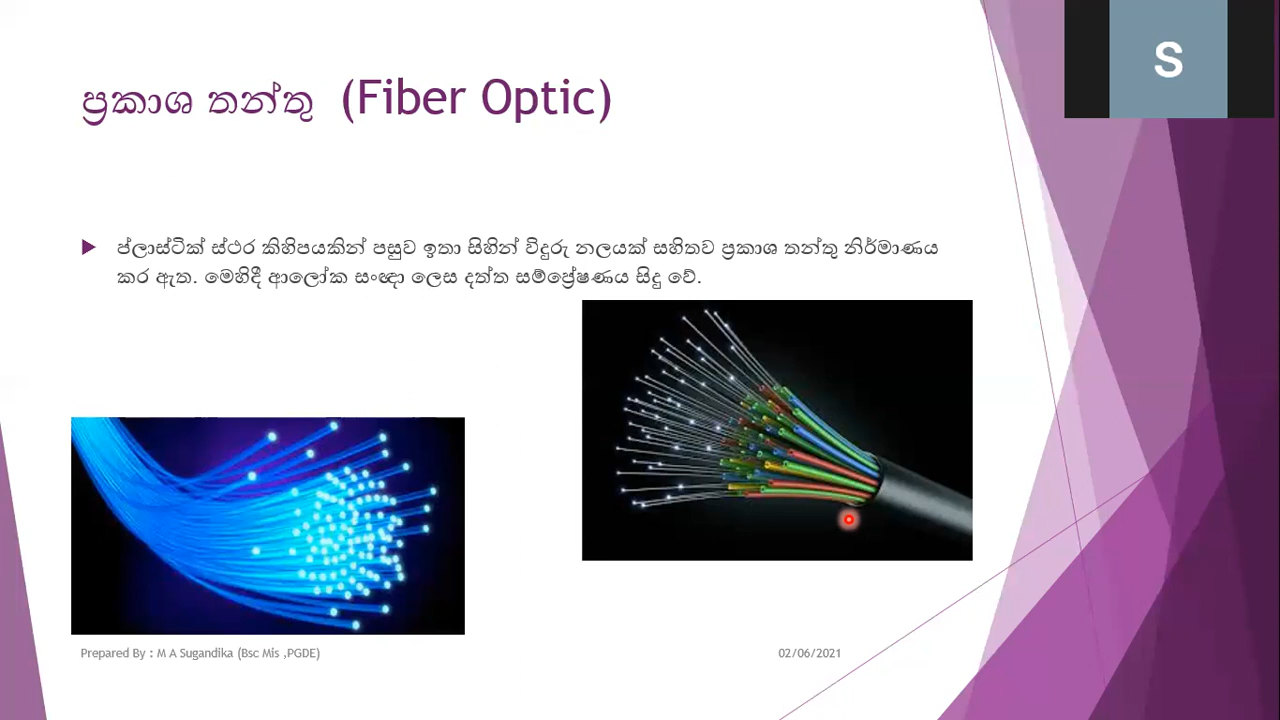 ප්‍රකාශ තන්තු (Fiber Optic)
S
ප්ලාස්ටික් ස්ථර කිහිපයකින් පසුව ඉතා සිහින් විදුරු නලයක් සහිතව ප්‍රකාශ තන්තු නිර්මාණය
කර ඇත. මෙහිදී ආලෝක සංඥා ලෙස දත්ත සම්ප්‍රේෂණය සිදු වේ.
Prepared By : M A Sugandika (Bsc Mis ,PGDE)
02/06/2021